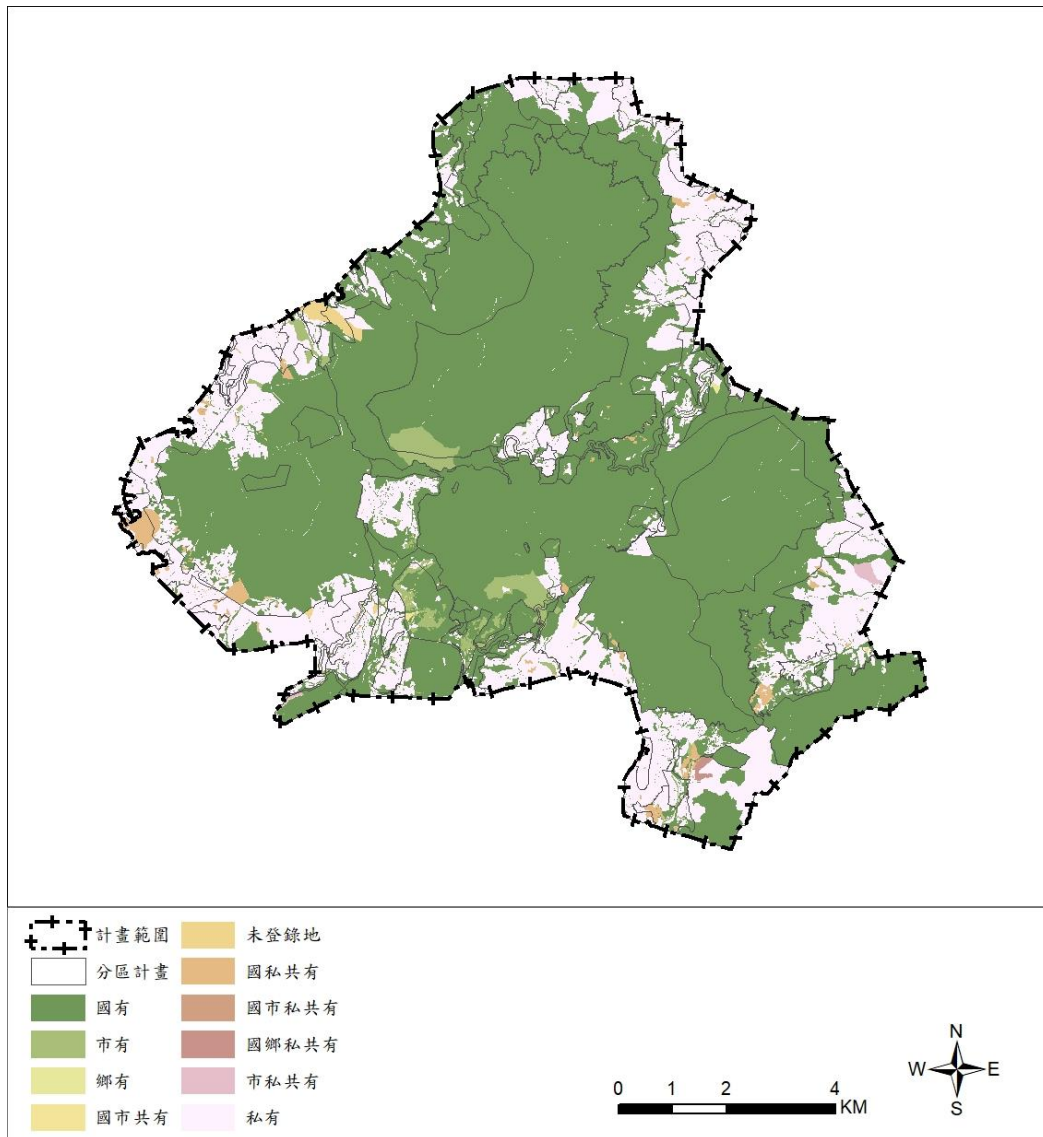 計畫範圍
分區計畫
國有
市有
鄉有
國市共有
未登錄地
國私共有
國市私共有
國鄉私共有
市私共有
私有
0 1 2 4
KM
N
W E
S